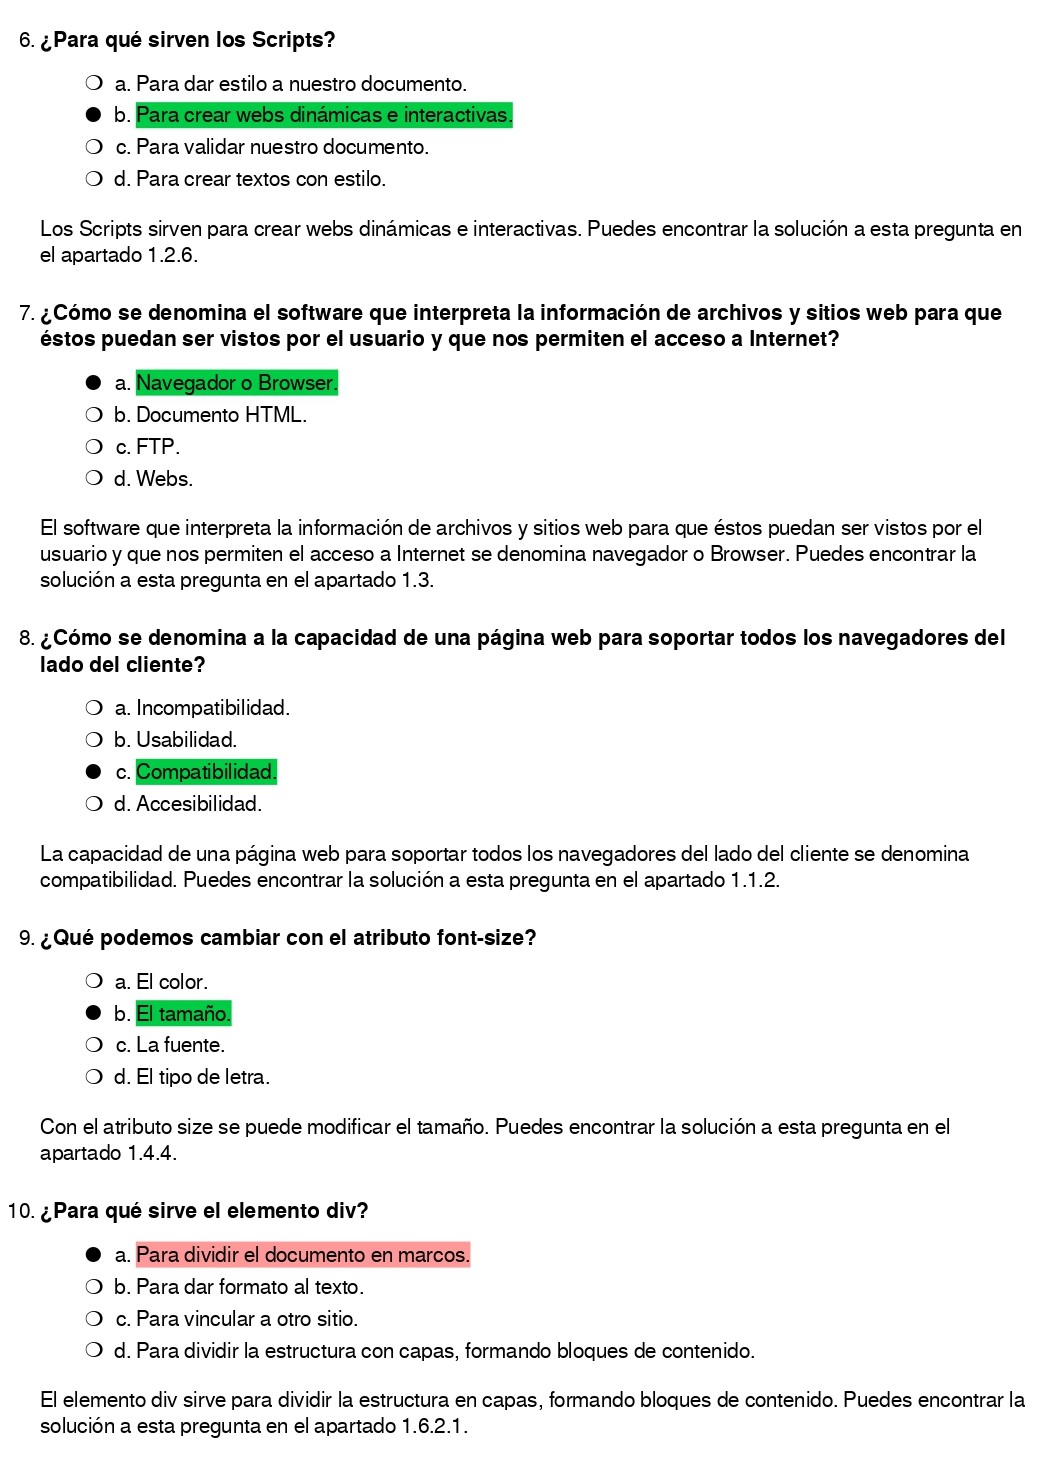 6. ¿Para qué sirven los Scripts?
a. Para dar estilo a nuestro documento.
b. Para crear webs dinámicas e interactivas.
c. Para validar nuestro documento.
d. Para crear textos con estilo.
Los Scripts sirven para crear webs dinámicas e interactivas. Puedes encontrar la solución a esta pregunta en
el apartado 1.2.6.
7. ¿Cómo se denomina el software que interpreta la información de archivos y sitios web para que
éstos puedan ser vistos por el usuario y que nos permiten el acceso a Internet?
a. Navegador o Browser.
b. Documento HTML.
c. FTP.
d. Webs.
El software que interpreta la información de archivos y sitios web para que éstos puedan ser vistos por el
usuario y que nos permiten el acceso a Internet se denomina navegador o Browser. Puedes encontrar la
solución a esta pregunta en el apartado 1.3.
8. ¿Cómo se denomina a la capacidad de una página web para soportar todos los navegadores del
lado del cliente?
a. Incompatibilidad.
b. Usabilidad.
c. Compatibilidad.
d. Accesibilidad.
La capacidad de una página web para soportar todos los navegadores del lado del cliente se denomina
compatibilidad. Puedes encontrar la solución a esta pregunta en el apartado 1.1.2.
9. ¿Qué podemos cambiar con el atributo font-size?
a. El color.
b. El tamaño.
c. La fuente.
d. El tipo de letra.
Con el atributo size se puede modificar el tamaño. Puedes encontrar la solución a esta pregunta en el
apartado 1.4.4.
10. ¿Para qué sirve el elemento div?
a. Para dividir el documento en marcos.
b. Para dar formato al texto.
c. Para vincular a otro sitio.
d. Para dividir la estructura con capas, formando bloques de contenido.
El elemento div sirve para dividir la estructura en capas, formando bloques de contenido. Puedes encontrar la
solución a esta pregunta en el apartado 1.6.2.1.